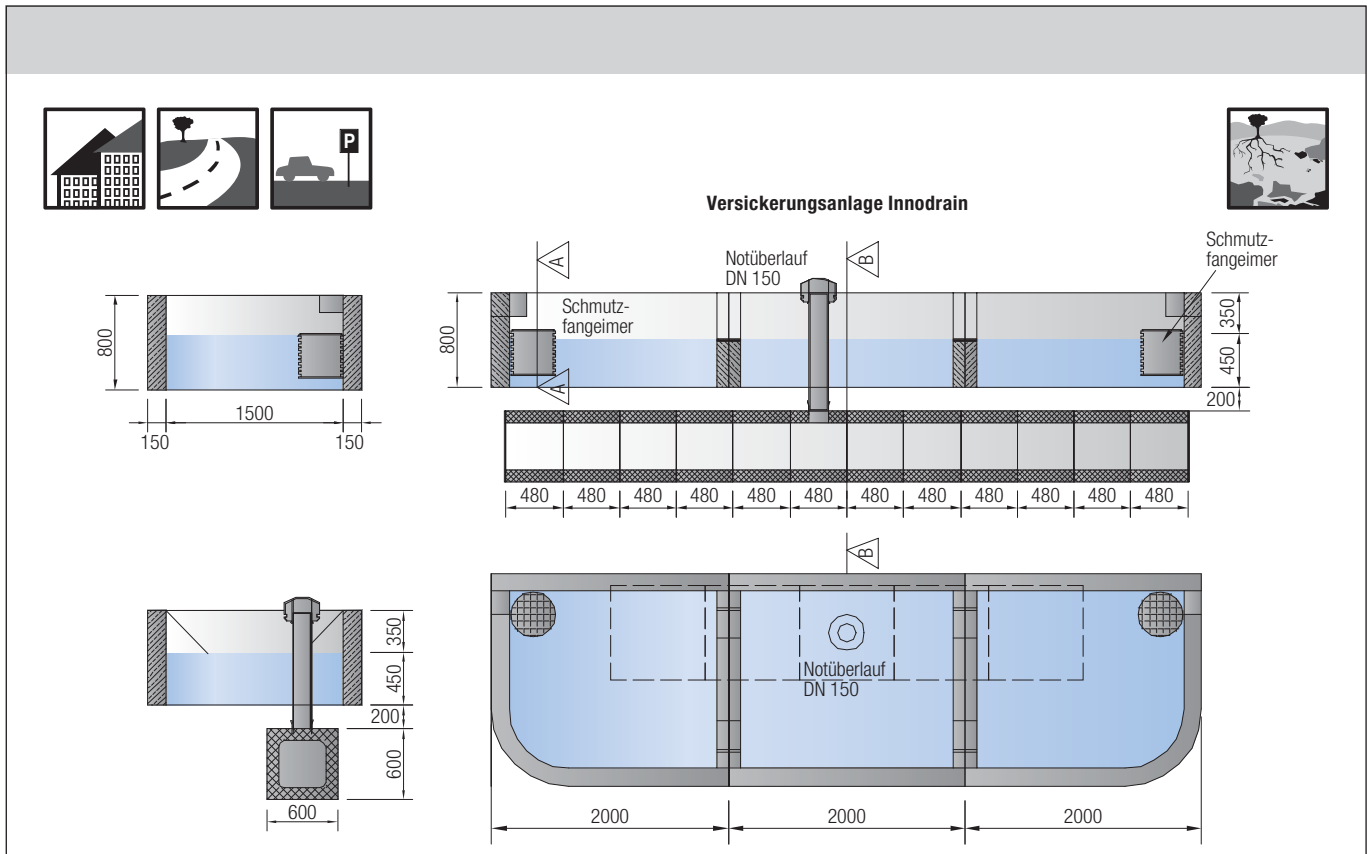 P
Versickerungsanlage Innodrain
A
Notüberlauf
DN 150
B
Schmutz-
fangeimer
800
1500
150
150
800
Schmutz-
fangeimer
A
350
450
200
480 480 480 480 480 480 480 480 480 480 480 480
B
350
450
200
600
600
Notüberlauf
DN 150
2000 2000 2000